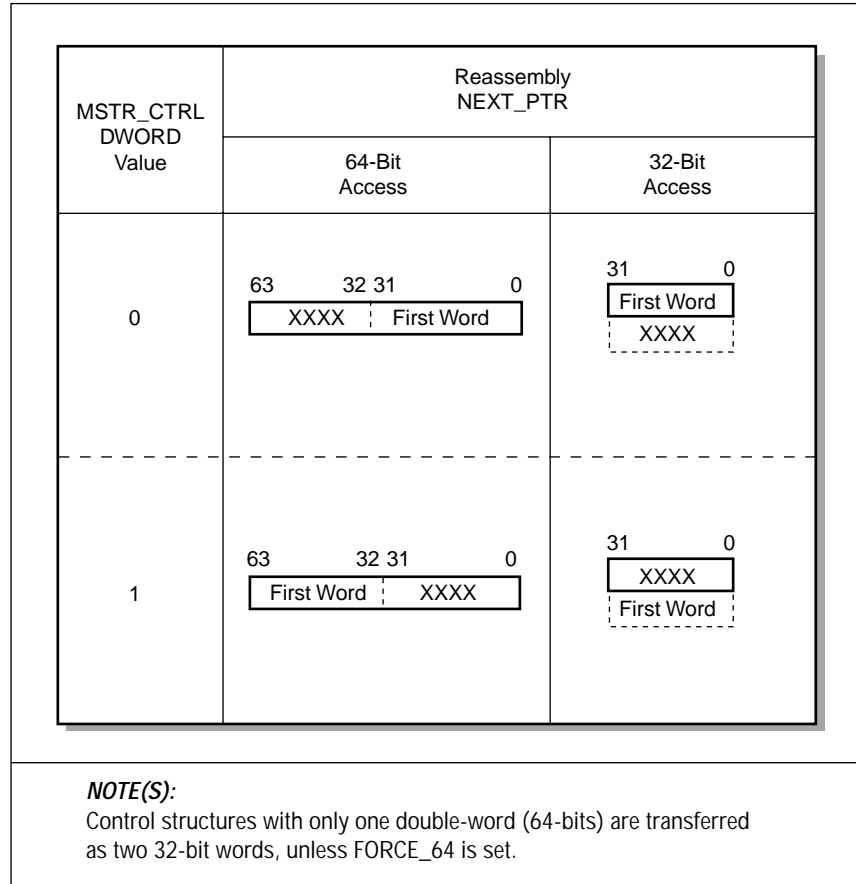 MSTR_CTRL
DWORD
Value
Reassembly
NEXT_PTR
64-Bit
Access
32-Bit
Access
0
63 32 31 0
XXXX First Word
31 0
First Word
XXXX
1
63 32 31 0
First Word XXXX
31 0
XXXX
First Word
NOTE(S):
Control structures with only one double-word (64-bits) are transferred
as two 32-bit words, unless FORCE_64 is set.